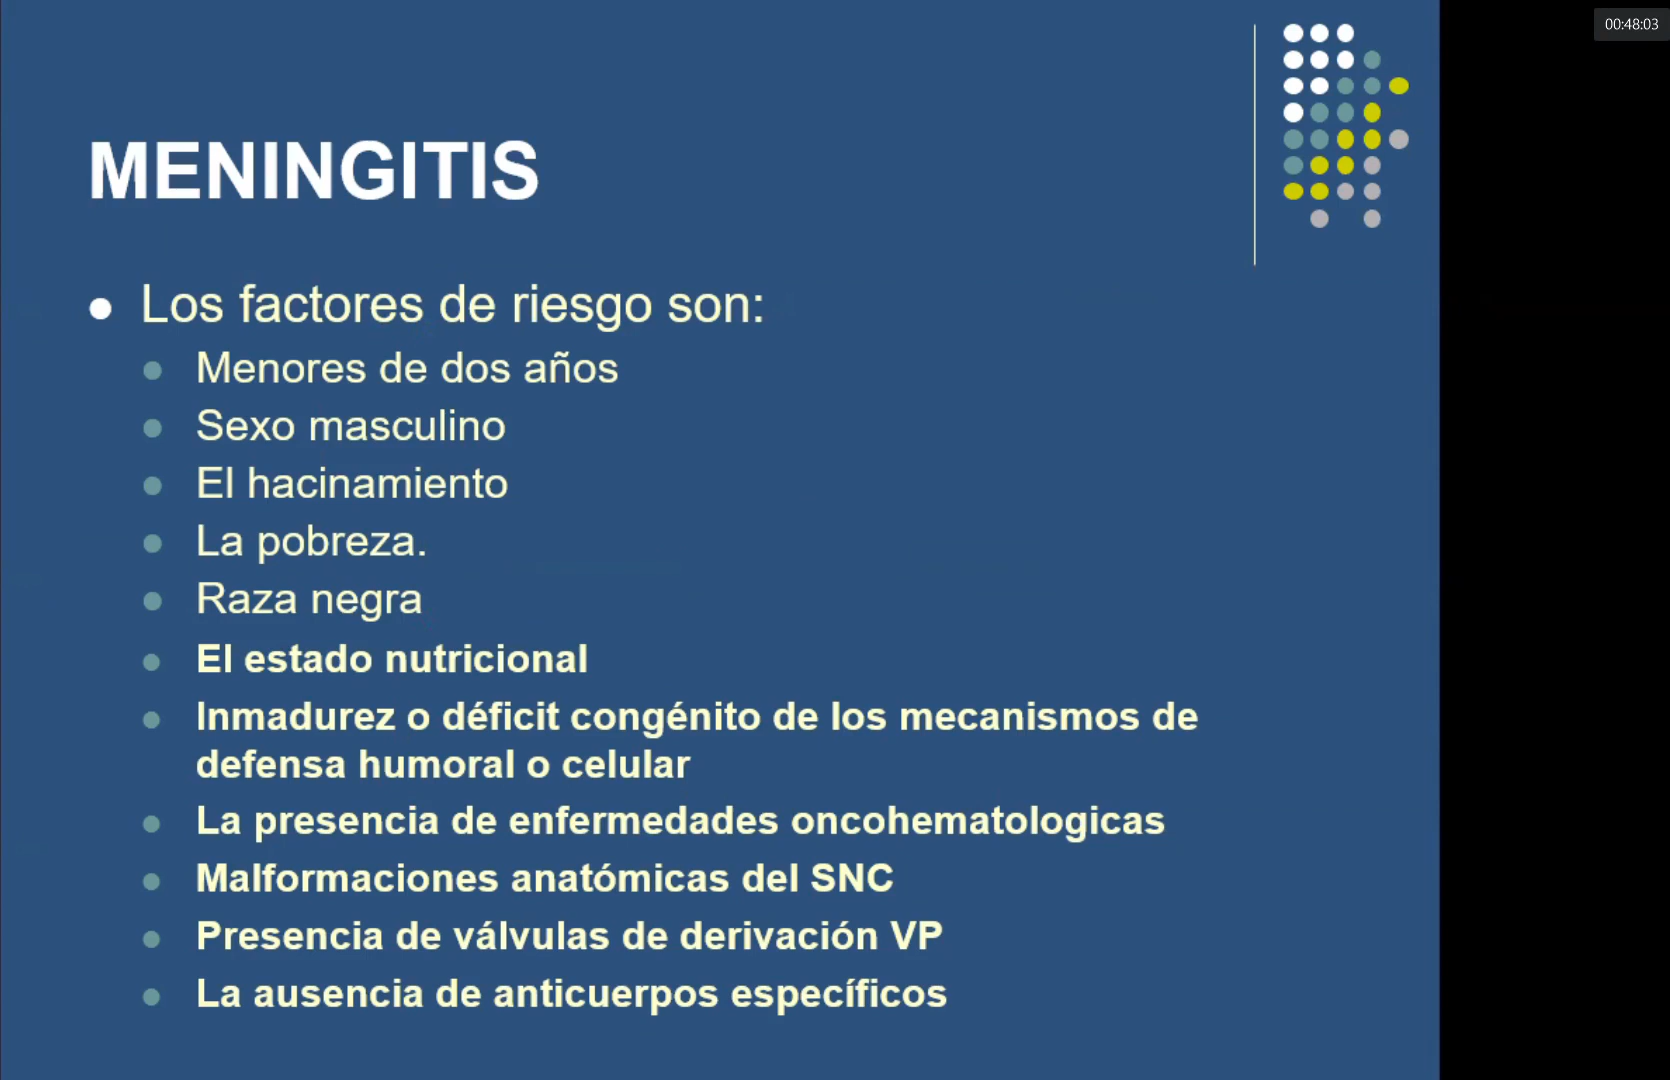 00:48:03
MENINGITIS
Los factores de riesgo son:
Menores de dos años
Sexo masculino
El hacinamiento
La pobreza.
Raza negra
El estado nutricional
Inmadurez o déficit congénito de los mecanismos de
defensa humoral o celular
La presencia de enfermedades oncohematologicas
Malformaciones anatómicas del SNC
Presencia de válvulas de derivación VP
La ausencia de anticuerpos específicos